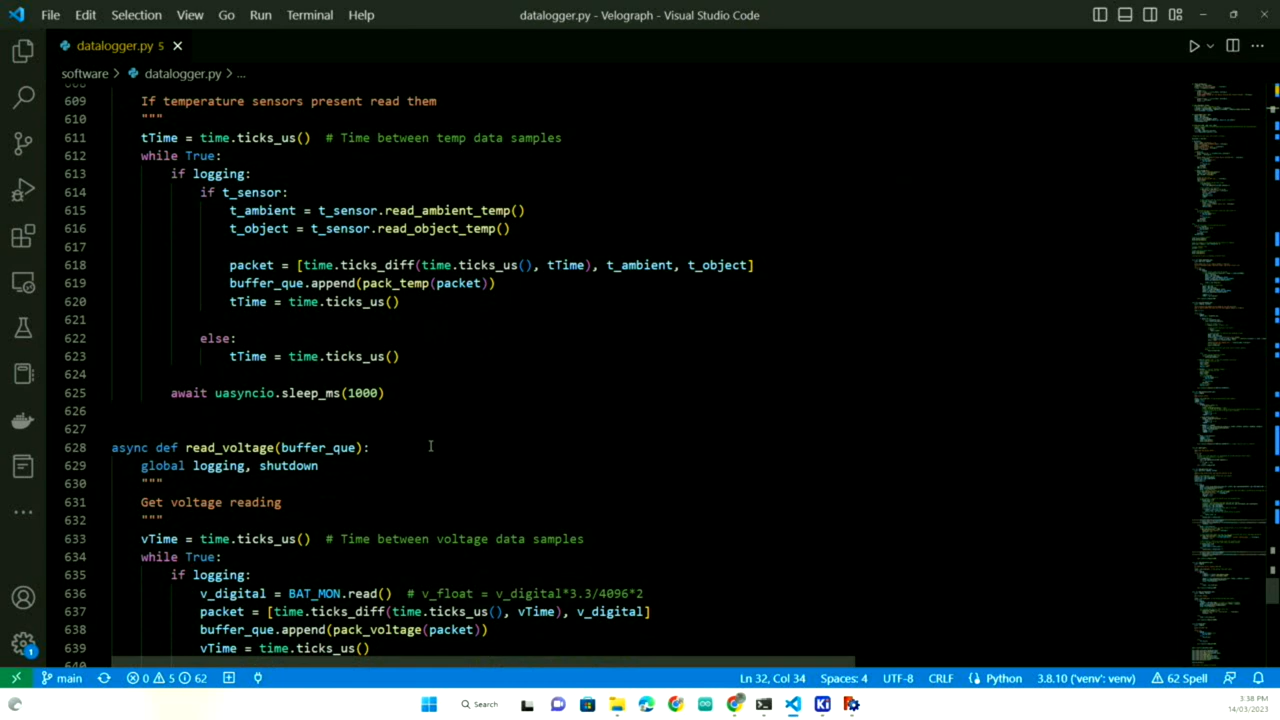 File Edit Selection View Go Run Terminal Help
datalogger.py - Velograph - Visual Studio Code
datalogger.py 5
software > datalogger.py > ...
609 If temperature sensors present read them
610 """
611 tTime = time.ticks_us() # Time between temp data samples
612 while True:
613 if logging:
614 if t_sensor:
615 t_ambient = t_sensor.read_ambient_temp()
616 t_object = t_sensor.read_object_temp()
617
618 packet = [time.ticks_diff(time.ticks_us(), tTime), t_ambient, t_object]
619 buffer_que.append(pack_temp(packet))
620 tTime = time.ticks_us()
621
622 else:
623 tTime = time.ticks_us()
624
625 await uasyncio.sleep_ms(1000)
626
627
628 async def read_voltage(buffer_que):
629 global logging, shutdown
630 """
631 Get voltage reading
632 """
633 vTime = time.ticks_us() # Time between voltage data samples
634 while True:
635 if logging:
636 v_digital = BAT_MON.read() # v_float = v_digital*3.3/4096*2
637 packet = [time.ticks_diff(time.ticks_us(), vTime), v_digital]
638 buffer_que.append(pack_voltage(packet))
639 vTime = time.ticks_us()
640
1
main 0 5 62 Ln 32, Col 34 Spaces: 4 UTF-8 CRLF Python 3.8.10 ('venv': venv) 62 Spell
Search
3:38 PM
14/03/2023